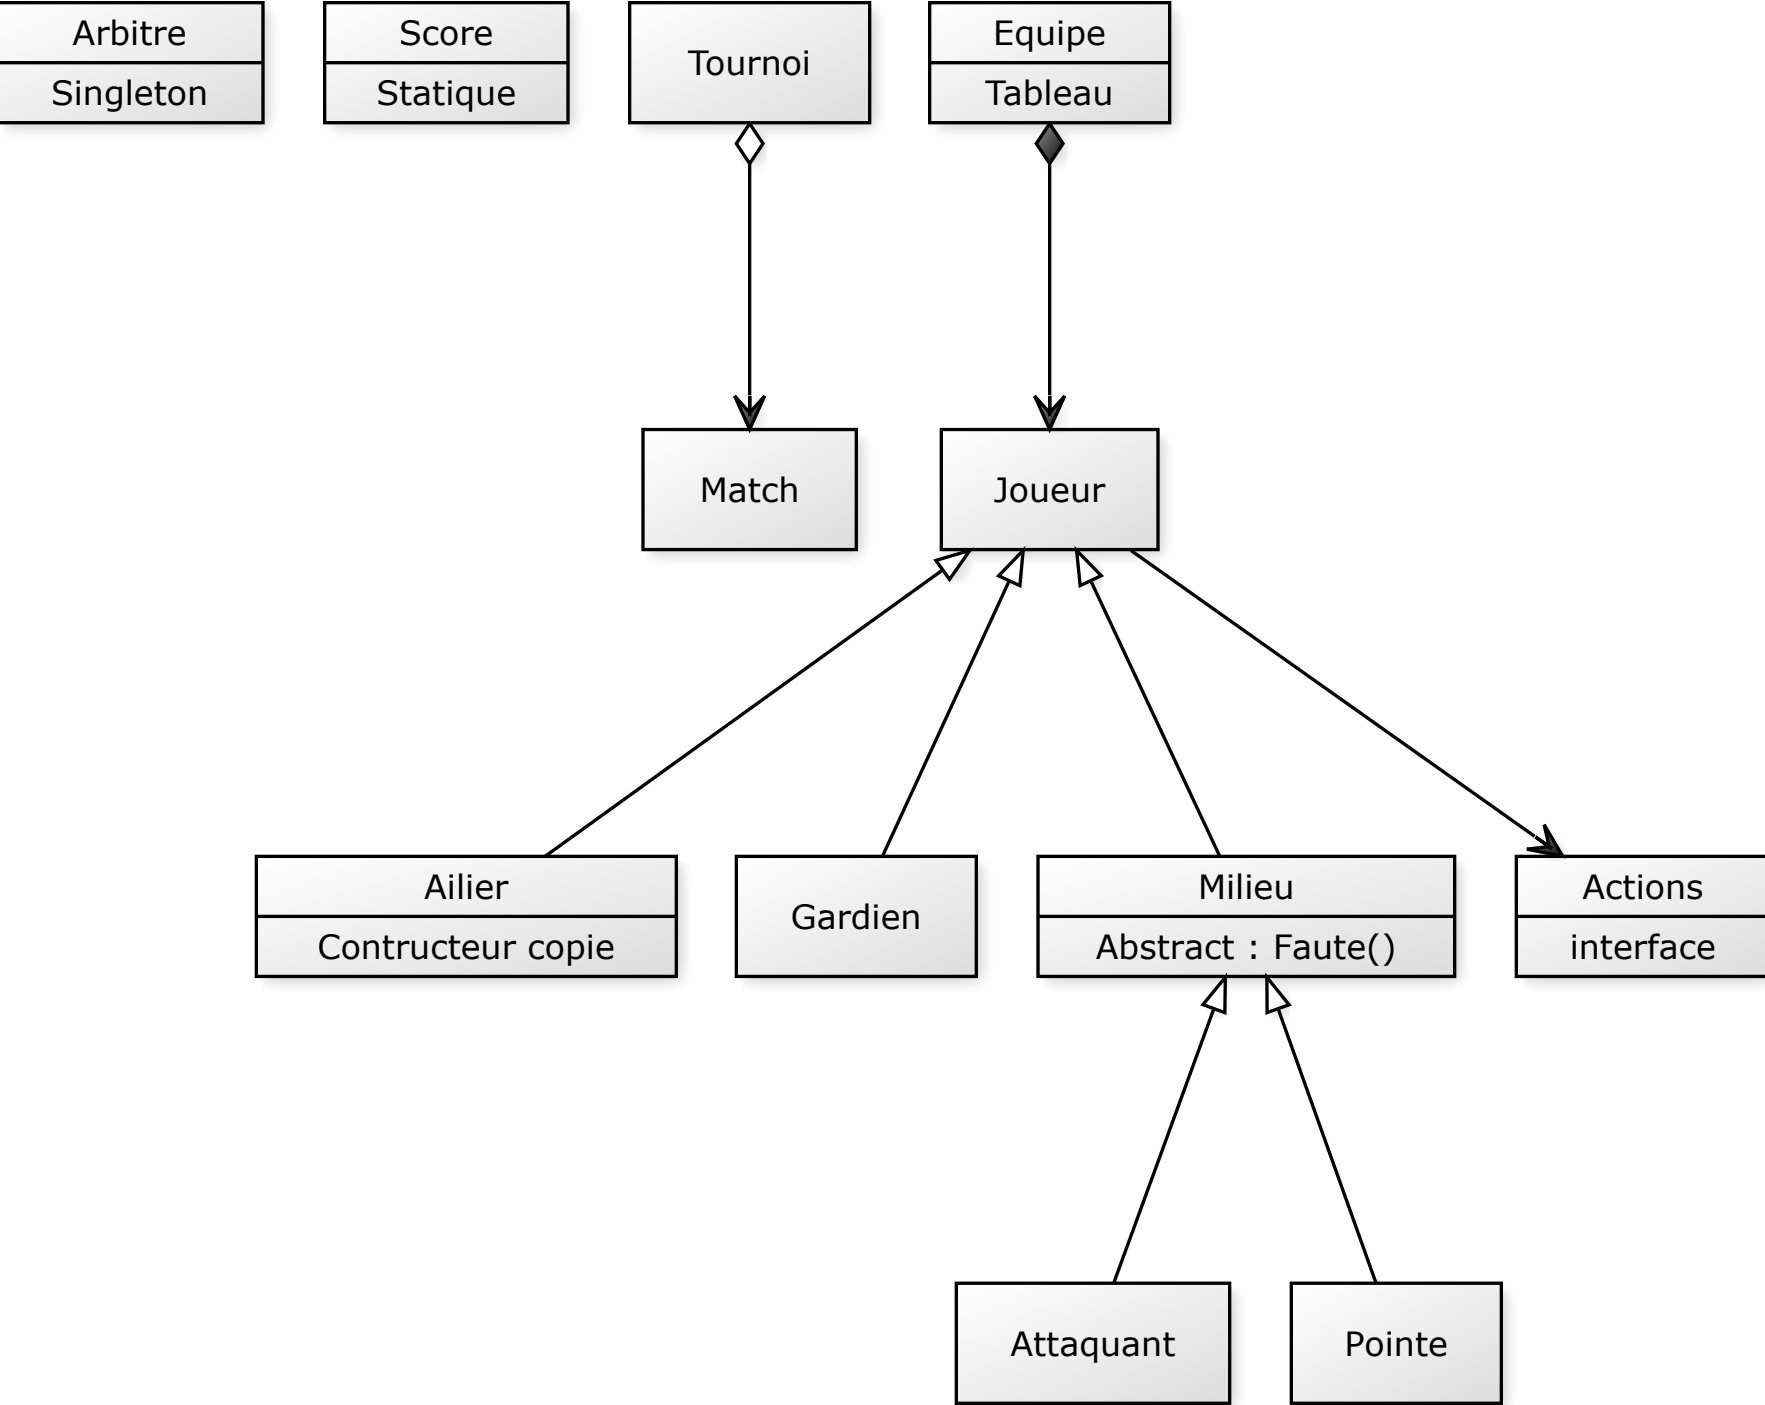 Arbitre
Singleton
Score
Statique
Tournoi
Equipe
Tableau
Match
Joueur
Ailier
Contructeur copie
Gardien
Milieu
Abstract : Faute()
Actions
interface
Attaquant
Pointe